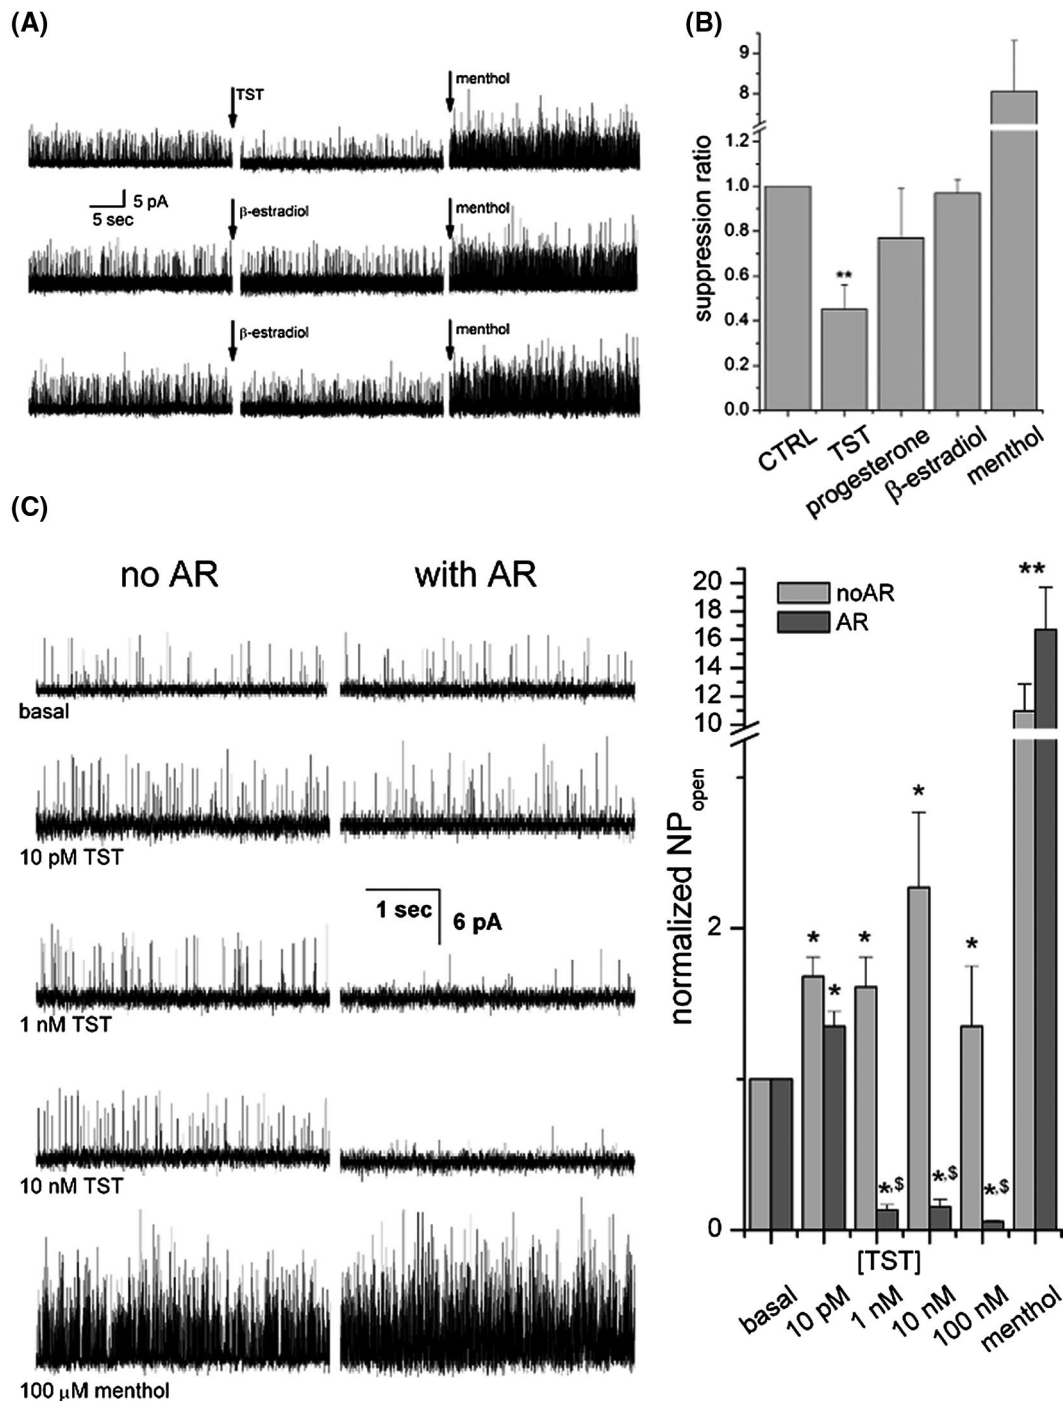 (A)
TST
menthol
5 pA
5 sec
β-estradiol
menthol
β-estradiol
menthol
(B)
suppression ratio
9
8
1.2
1.0
0.8
0.6
0.4
0.2
0.0
**
CTRL
TST
progesterone
β-estradiol
menthol
(C)
no AR
with AR
basal
10 pM TST
1 sec
6 pA
1 nM TST
10 nM TST
100 μM menthol
normalized NPopen
20
18
16
14
12
10
2
0
noAR
AR
**
*
*
*
*
*
*,$
*,$
*,$
[TST]
basal
10 pM
1 nM
10 nM
100 nM
menthol